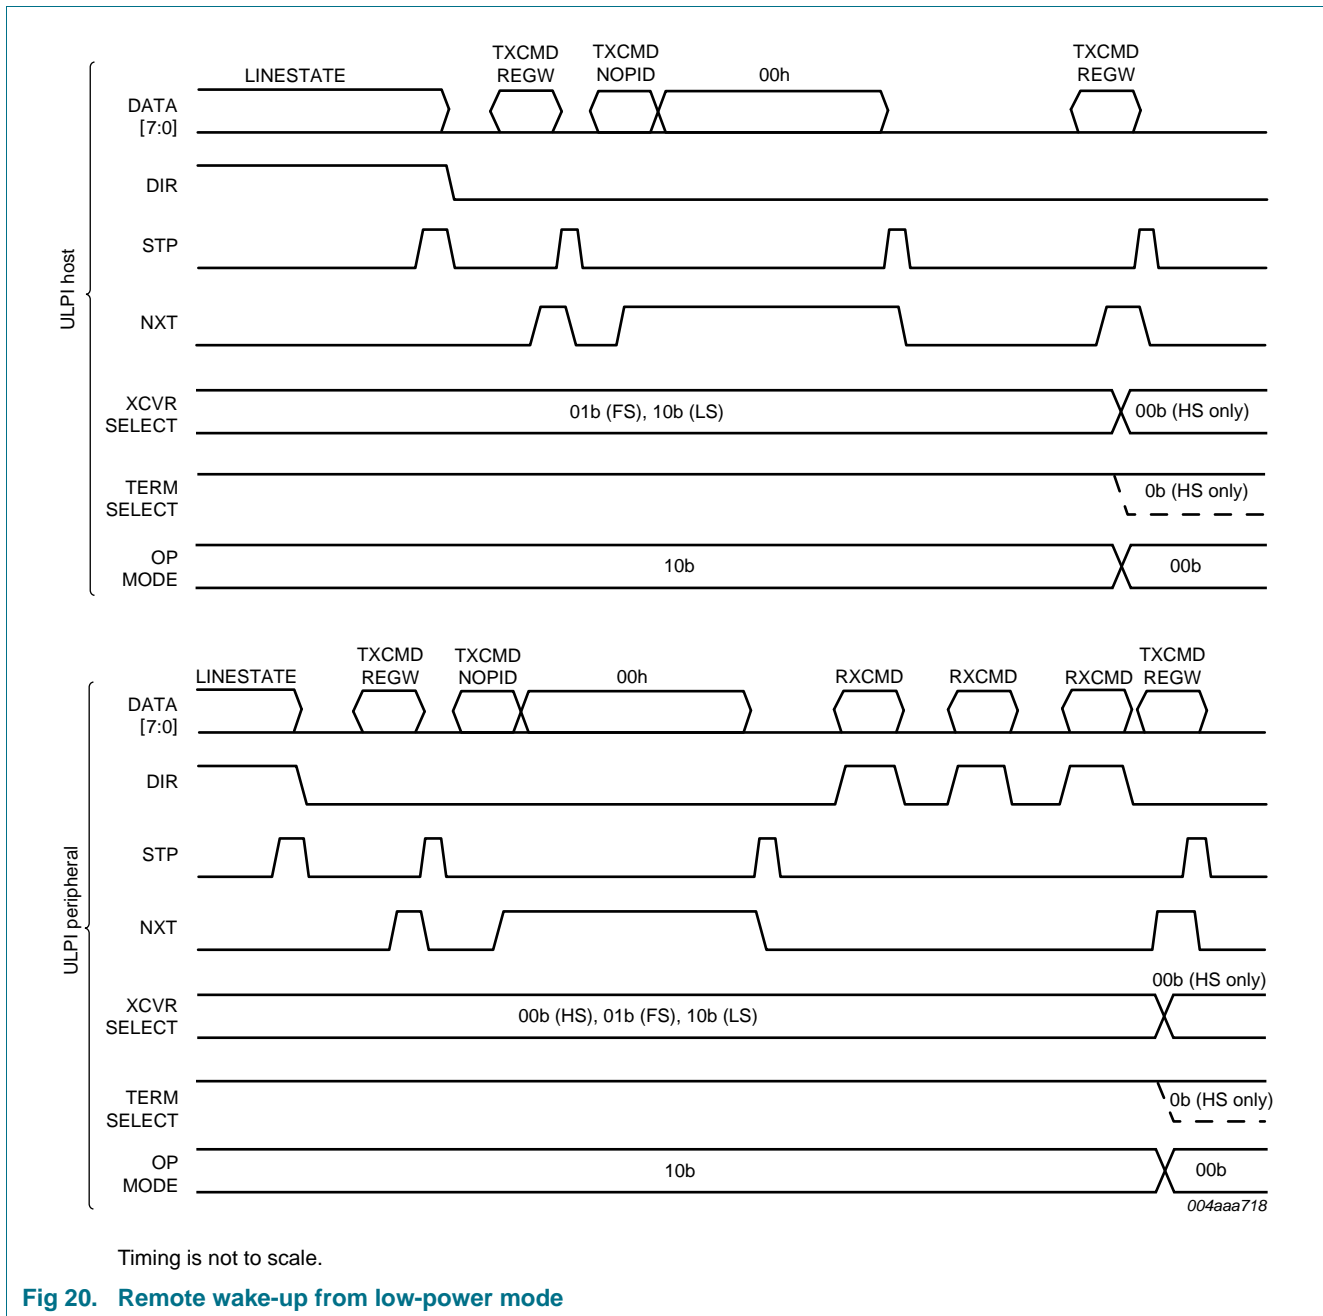 ULPI host
TXCMD TXCMD TXCMD
LINESTATE REGW NOPID 00h REGW
DATA
[7:0]
DIR
STP
NXT
XCVR
SELECT
01b (FS), 10b (LS) 00b (HS only)
TERM
SELECT
0b (HS only)
OP
MODE
10b 00b
ULPI peripheral
TXCMD TXCMD TXCMD
LINESTATE REGW NOPID 00h RXCMD RXCMD RXCMD REGW
DATA
[7:0]
DIR
STP
NXT
00b (HS only)
XCVR
SELECT
00b (HS), 01b (FS), 10b (LS)
TERM
SELECT
0b (HS only)
OP
MODE
10b 00b
004aaa718
Timing is not to scale.
Fig 20. Remote wake-up from low-power mode